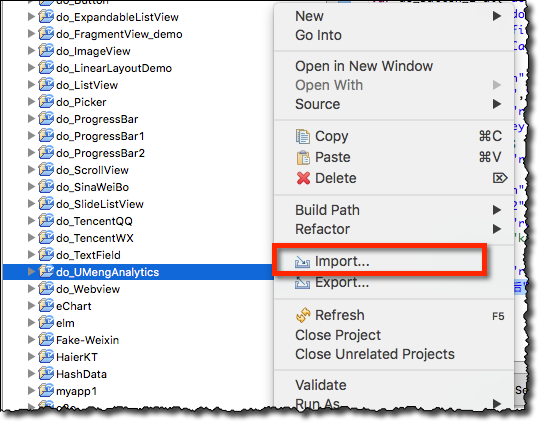 do_Button
do_ExpandableListView
do_FragmentView_demo
do_ImageView
do_LinearLayoutDemo
do_ListView
do_Picker
do_ProgressBar
do_ProgressBar1
do_ProgressBar2
do_ScrollView
do_SinaWeiBo
do_SlideListView
do_TencentQQ
do_TencentWX
do_TextField
do_UMengAnalytics
do_Webview
eChart
elm
Fake-Weixin
HaierKT
HashData
myapp1
New
Go Into
Open in New Window
Open With
Source
Copy ⌘C
Paste ⌘V
Delete ⌦
Build Path
Refactor
Import...
Export...
Refresh F5
Close Project
Close Unrelated Projects
Validate
Run As